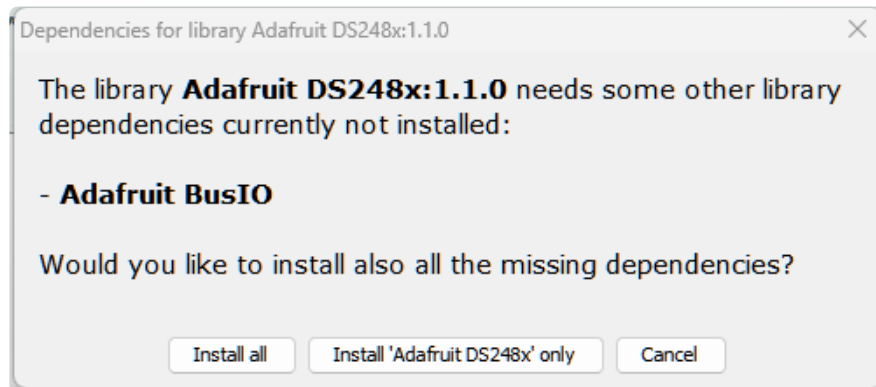 Dependencies for library Adafruit DS248x:1.1.0
The library Adafruit DS248x:1.1.0 needs some other library
dependencies currently not installed:
- Adafruit BusIO
Would you like to install also all the missing dependencies?
Install all Install 'Adafruit DS248x' only Cancel